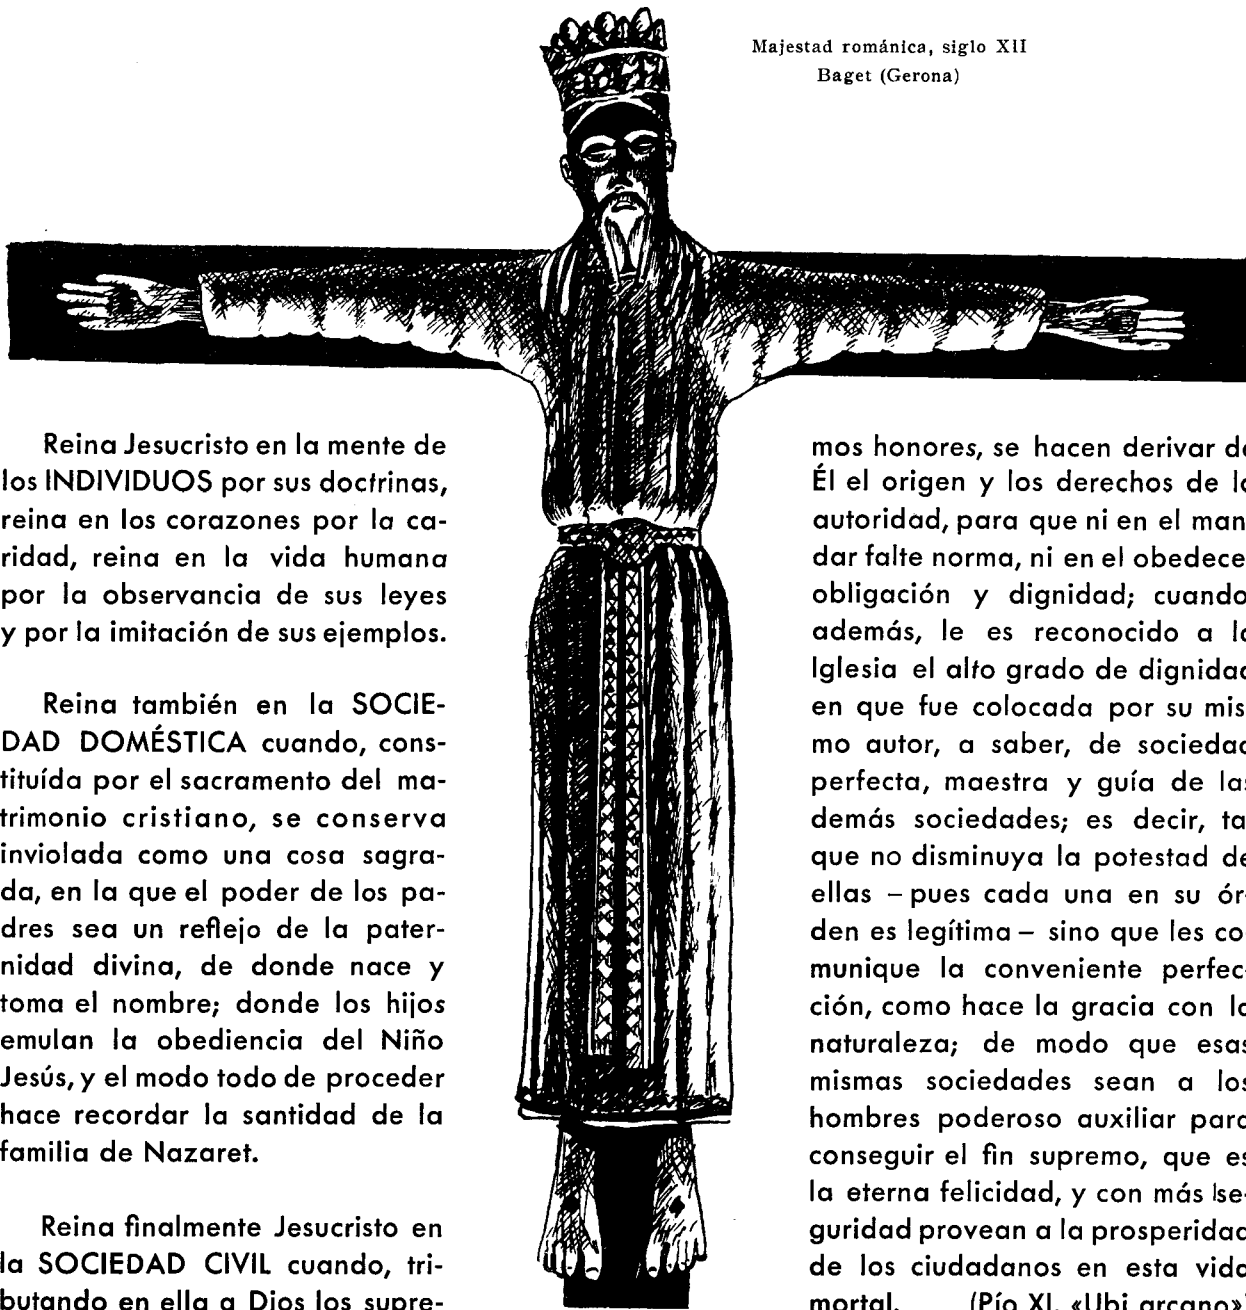 Majestad románica, siglo XII
Baget (Gerona)
Reina Jesucristo en la mente de
los INDIVIDUOS por sus doctrinas,
reina en los corazones por la ca-
ridad, reina en la vida humana
por la observancia de sus leyes
y por la imitación de sus ejemplos.
Reina también en la SOCIE-
DAD DOMÉSTICA cuando, cons-
tituída por el sacramento del ma-
trimonio cristiano, se conserva
inviolada como una cosa sagra-
da, en la que el poder de los pa-
dres sea un reflejo de la pater-
nidad divina, de donde nace y
toma el nombre; donde los hijos
emulan la obediencia del Niño
Jesús, y el modo todo de proceder
hace recordar la santidad de la
familia de Nazaret.
Reina finalmente Jesucristo en
la SOCIEDAD CIVIL cuando, tri-
butando en ella a Dios los supre-
mos honores, se hacen derivar de
Él el origen y los derechos de la
autoridad, para que ni en el man-
dar falte norma, ni en el obedecer
obligación y dignidad; cuando,
además, le es reconocido a la
Iglesia el alto grado de dignidad
en que fue colocada por su mis-
mo autor, a saber, de sociedad
perfecta, maestra y guía de las
demás sociedades; es decir, tal
que no disminuya la potestad de
ellas – pues cada una en su ór-
den es legítima – sino que les co-
munique la conveniente perfec-
ción, como hace la gracia con la
naturaleza; de modo que esas
mismas sociedades sean a los
hombres poderoso auxiliar para
conseguir el fin supremo, que es
la eterna felicidad, y con más se-
guridad provean a la prosperidad
de los ciudadanos en esta vida
mortal. (Pío XI, «Ubi arcano»)